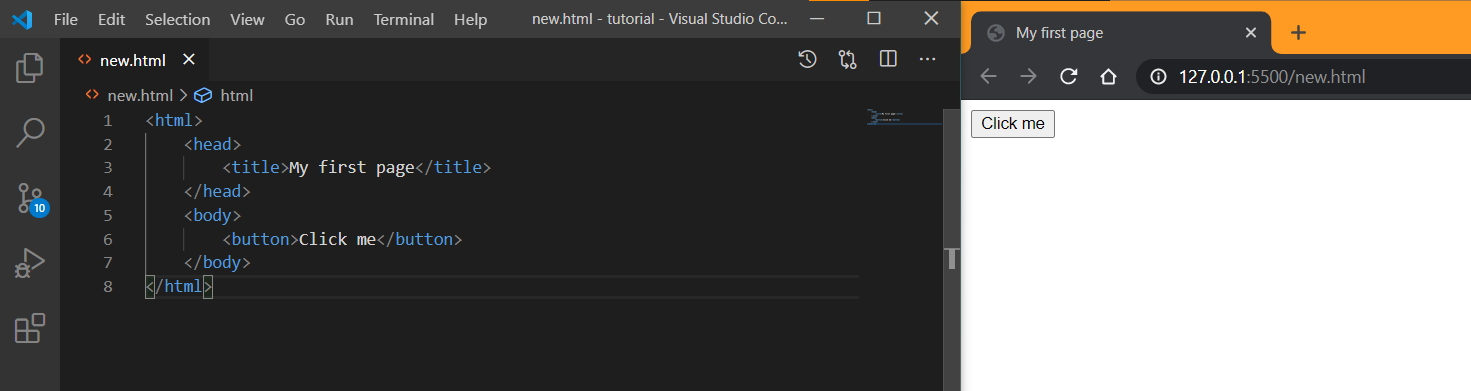 File Edit Selection View Go Run Terminal Help new.html - tutorial - Visual Studio Co...
new.html
new.html > html
1 <html>
2 <head>
3 <title>My first page</title>
4 </head>
5 <body>
6 <button>Click me</button>
7 </body>
8 </html>
10
My first page
127.0.0.1:5500/new.html
Click me